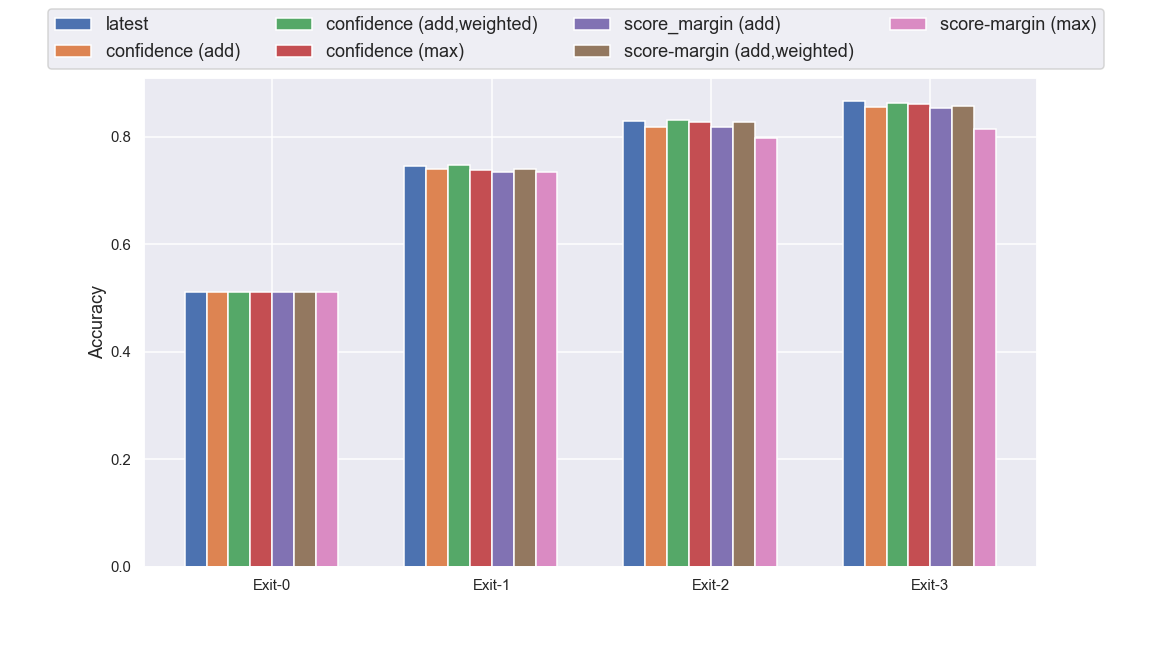 latest
confidence (add)
confidence (add,weighted)
confidence (max)
score_margin (add)
score-margin (add,weighted)
score-margin (max)
Accuracy
0.8
0.6
0.4
0.2
0.0
Exit-0
Exit-1
Exit-2
Exit-3